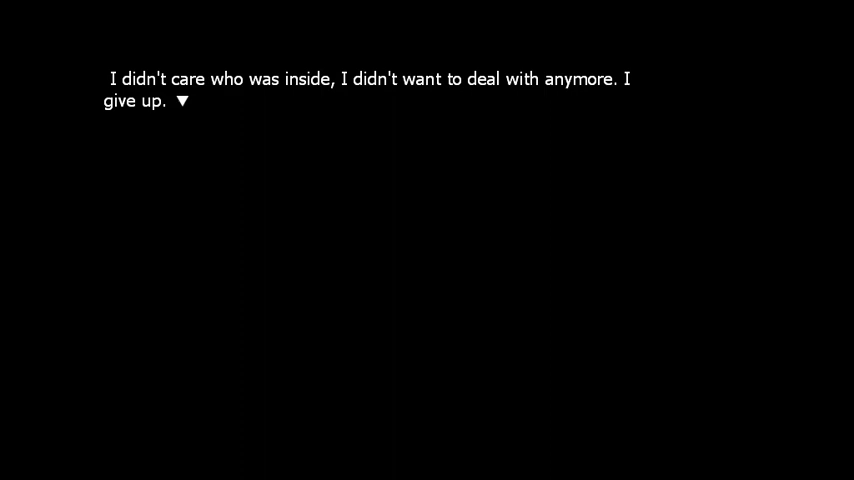 I didn't care who was inside, I didn't want to deal with anymore. I
give up. ▼